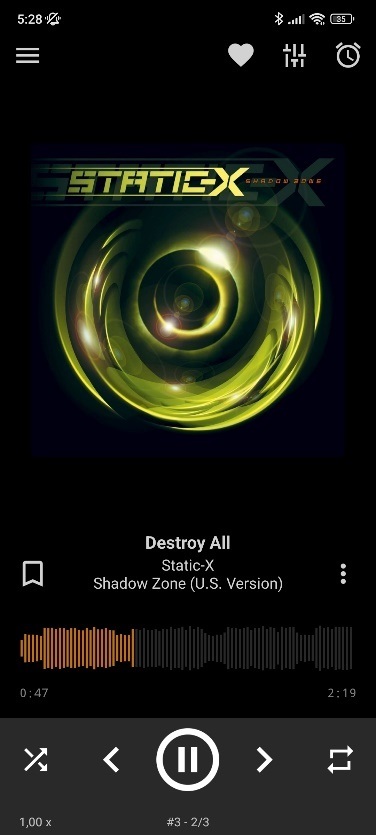 5:28
35
STATIC-X
SHADOW ZONE
Destroy All
Static-X
Shadow Zone (U.S. Version)
0:47
2:19
1,00 x
#3 - 2/3